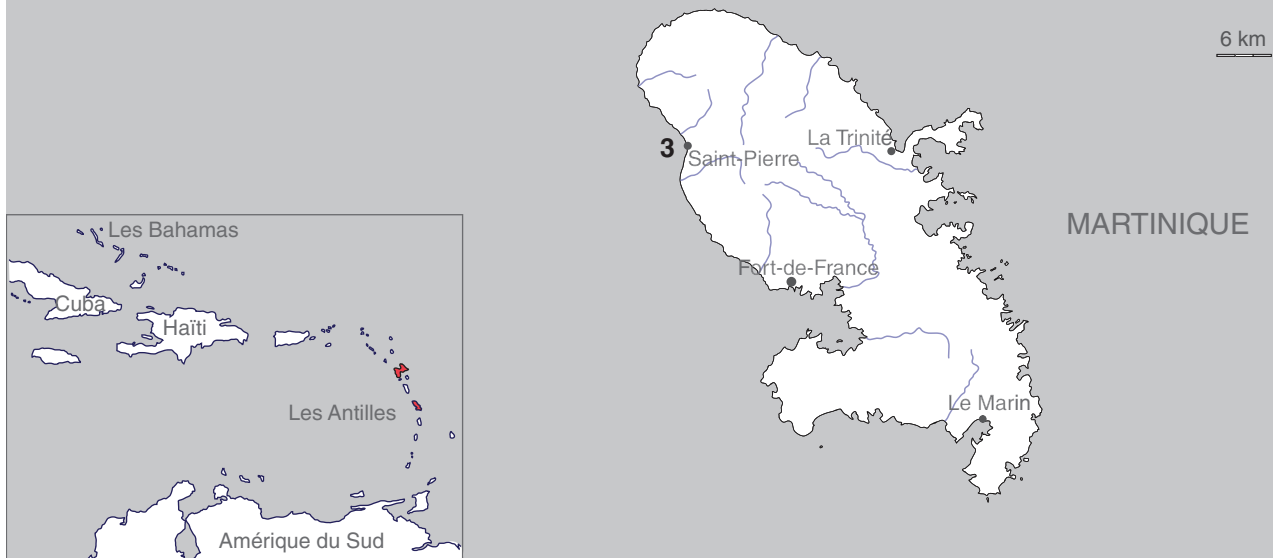 6 km
La Trinité
3
Saint-Pierre
MARTINIQUE
Les Bahamas
Fort-de-France
Cuba
Haïti
Le Marin
Les Antilles
Amérique du Sud